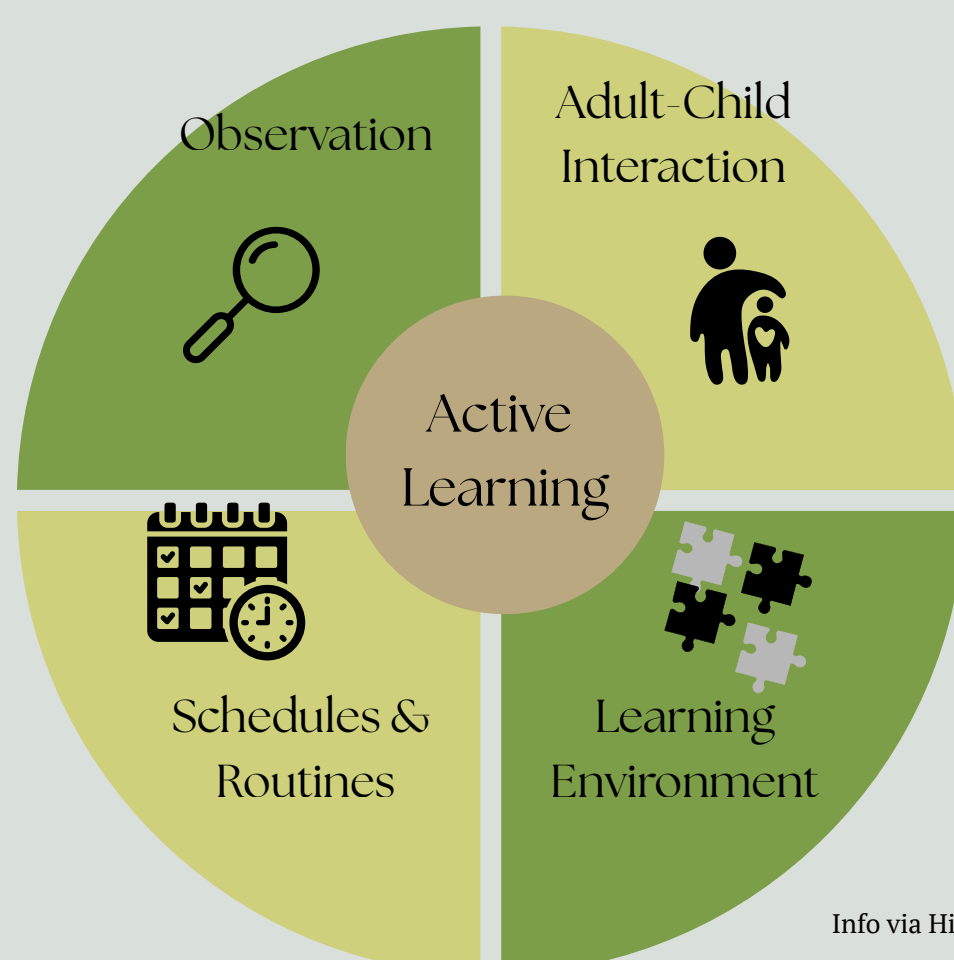 Observation
Adult-Child
Interaction
Active
Learning
Schedules &
Routines
Learning
Environment
Info via